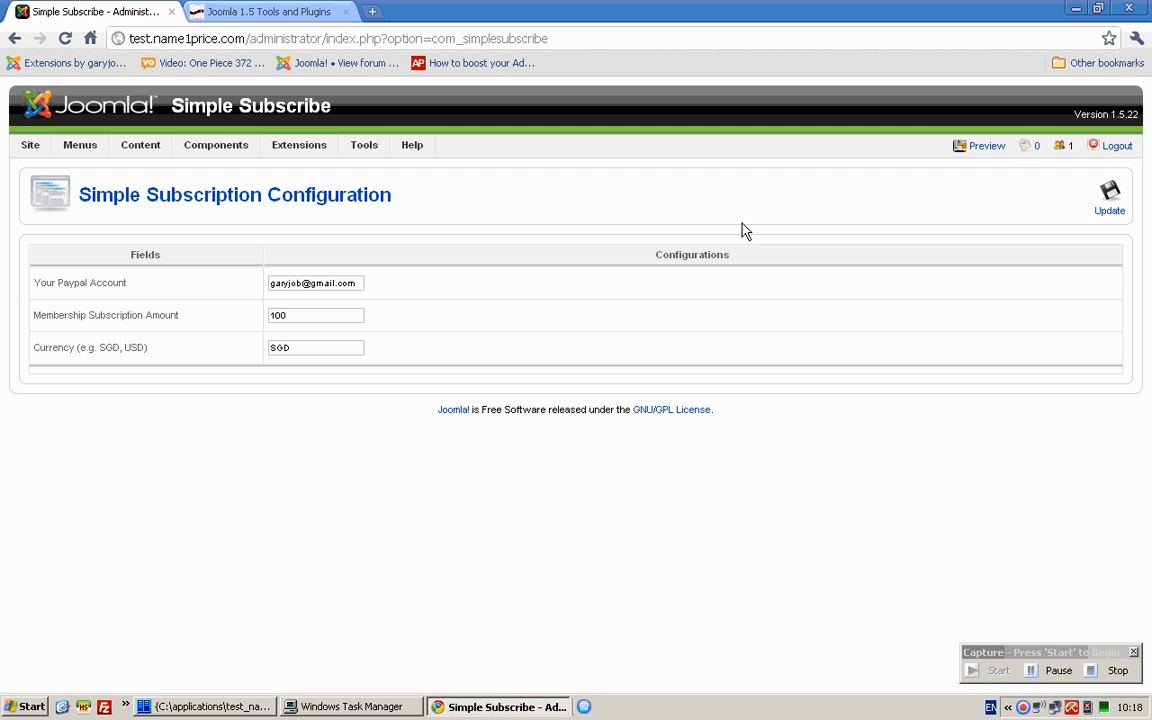 Simple Subscribe - Administ...
Joomla 1.5 Tools and Plugins
test.name1price.com/administrator/index.php?option=com_simplesubscribe
Extensions by garyjo...
Video: One Piece 372 ...
Joomla! • View forum ...
AP
How to boost your Ad...
Other bookmarks
Joomla!
Simple Subscribe
Version 1.5.22
Site
Menus
Content
Components
Extensions
Tools
Help
Preview
0
1
Logout
Simple Subscription Configuration
Update
Fields
Configurations
Your Paypal Account
garyjob@gmail.com
Membership Subscription Amount
100
Currency (e.g. SGD, USD)
SGD
Joomla! is Free Software released under the GNU/GPL License.
Capture - Press 'Start' to Begin
Start
Pause
Stop
Start
{C:\applications\test_na...
Windows Task Manager
Simple Subscribe - Ad...
EN
10:18